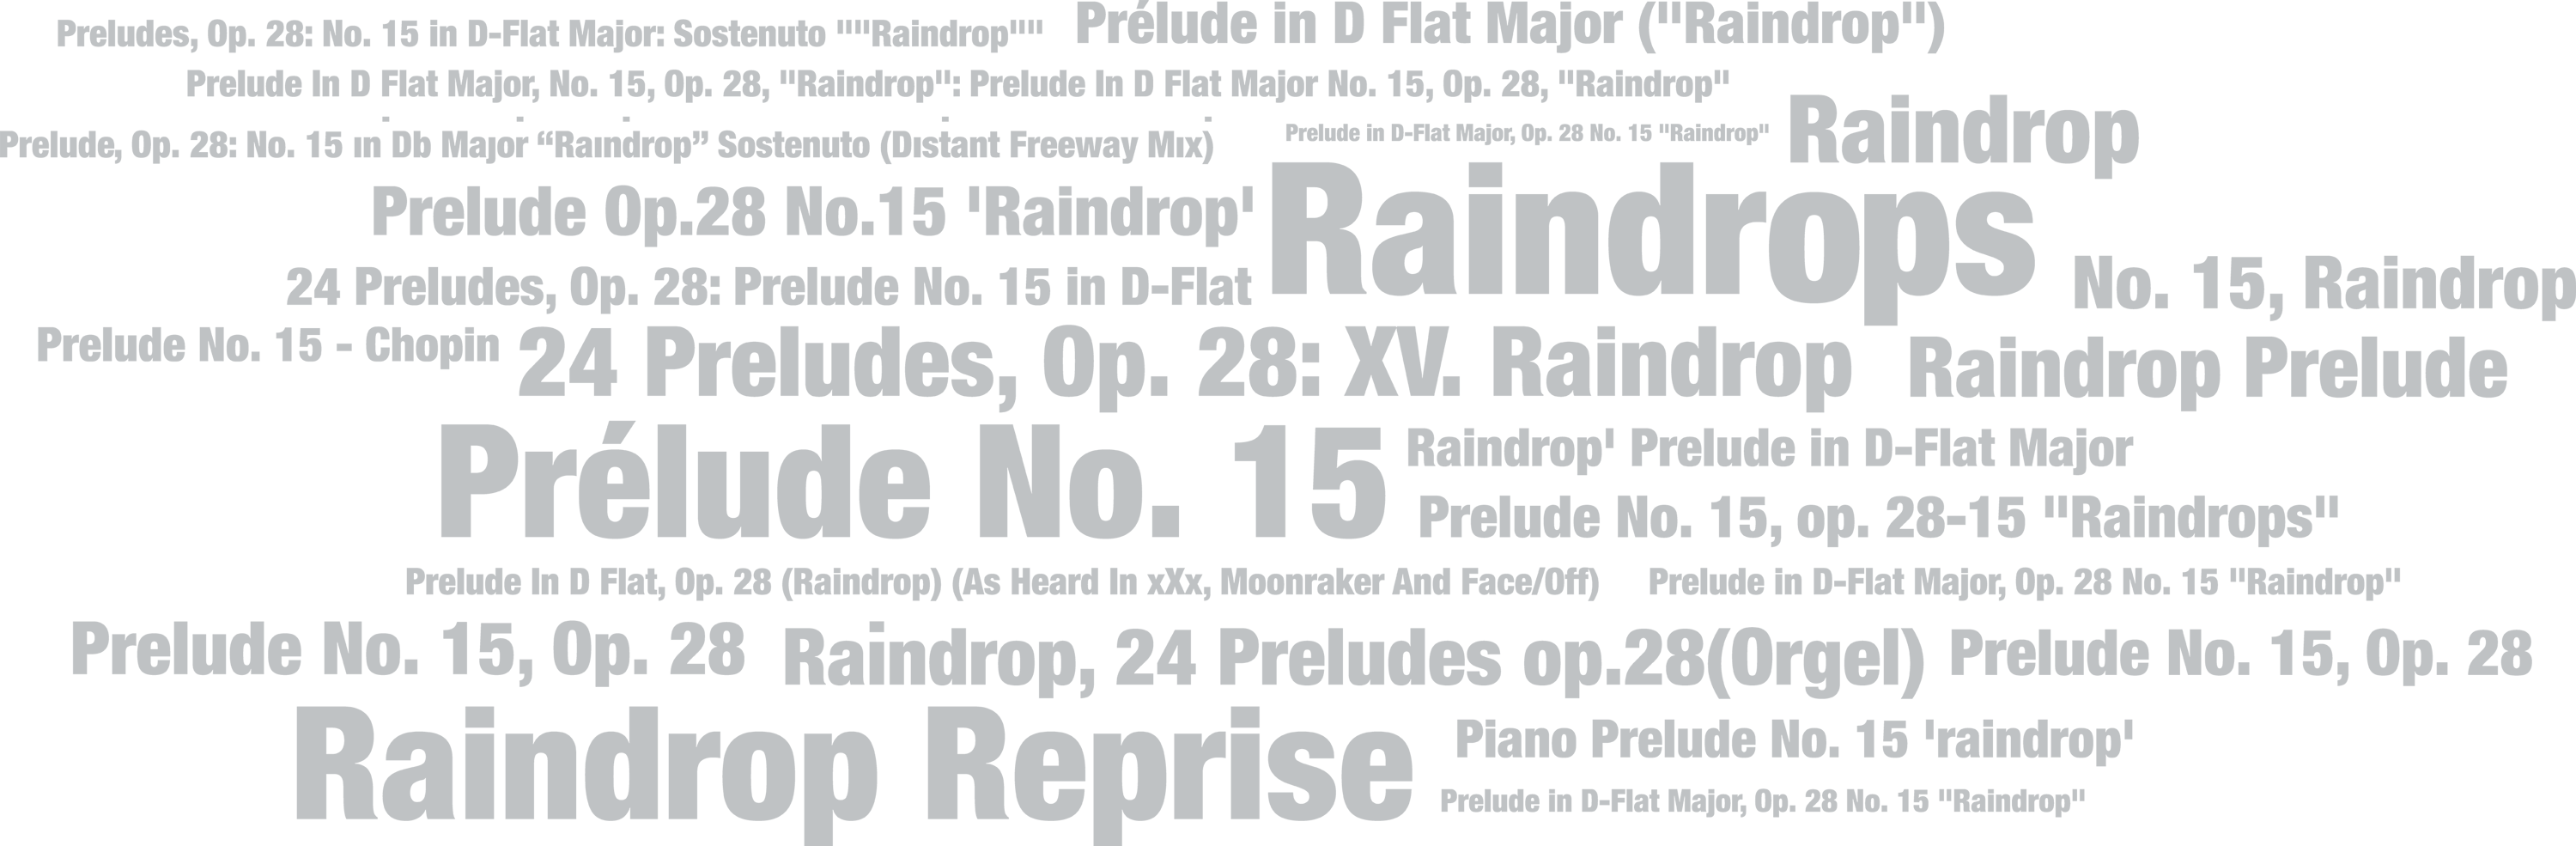 Preludes, Op. 28: No. 15 in D-Flat Major: Sostenuto ""Raindrop""
Prélude in D Flat Major ("Raindrop")
Prelude In D Flat Major, No. 15, Op. 28, "Raindrop": Prelude In D Flat Major No. 15, Op. 28, "Raindrop"
Prelude, Op. 28: No. 15 in Db Major “Raindrop” Sostenuto (Distant Freeway Mix)
Prelude in D-Flat Major, Op. 28 No. 15 "Raindrop"
Raindrop
Prelude Op.28 No.15 'Raindrop'
Raindrops
24 Preludes, Op. 28: Prelude No. 15 in D-Flat
No. 15, Raindrop
Prelude No. 15 - Chopin
24 Preludes, Op. 28: XV. Raindrop
Raindrop Prelude
Prélude No. 15
Raindrop' Prelude in D-Flat Major
Prelude No. 15, op. 28-15 "Raindrops"
Prelude In D Flat, Op. 28 (Raindrop) (As Heard In xXx, Moonraker And Face/Off)
Prelude in D-Flat Major, Op. 28 No. 15 "Raindrop"
Prelude No. 15, Op. 28
Raindrop, 24 Preludes op.28(Orgel)
Prelude No. 15, Op. 28
Raindrop Reprise
Piano Prelude No. 15 'raindrop'
Prelude in D-Flat Major, Op. 28 No. 15 "Raindrop"